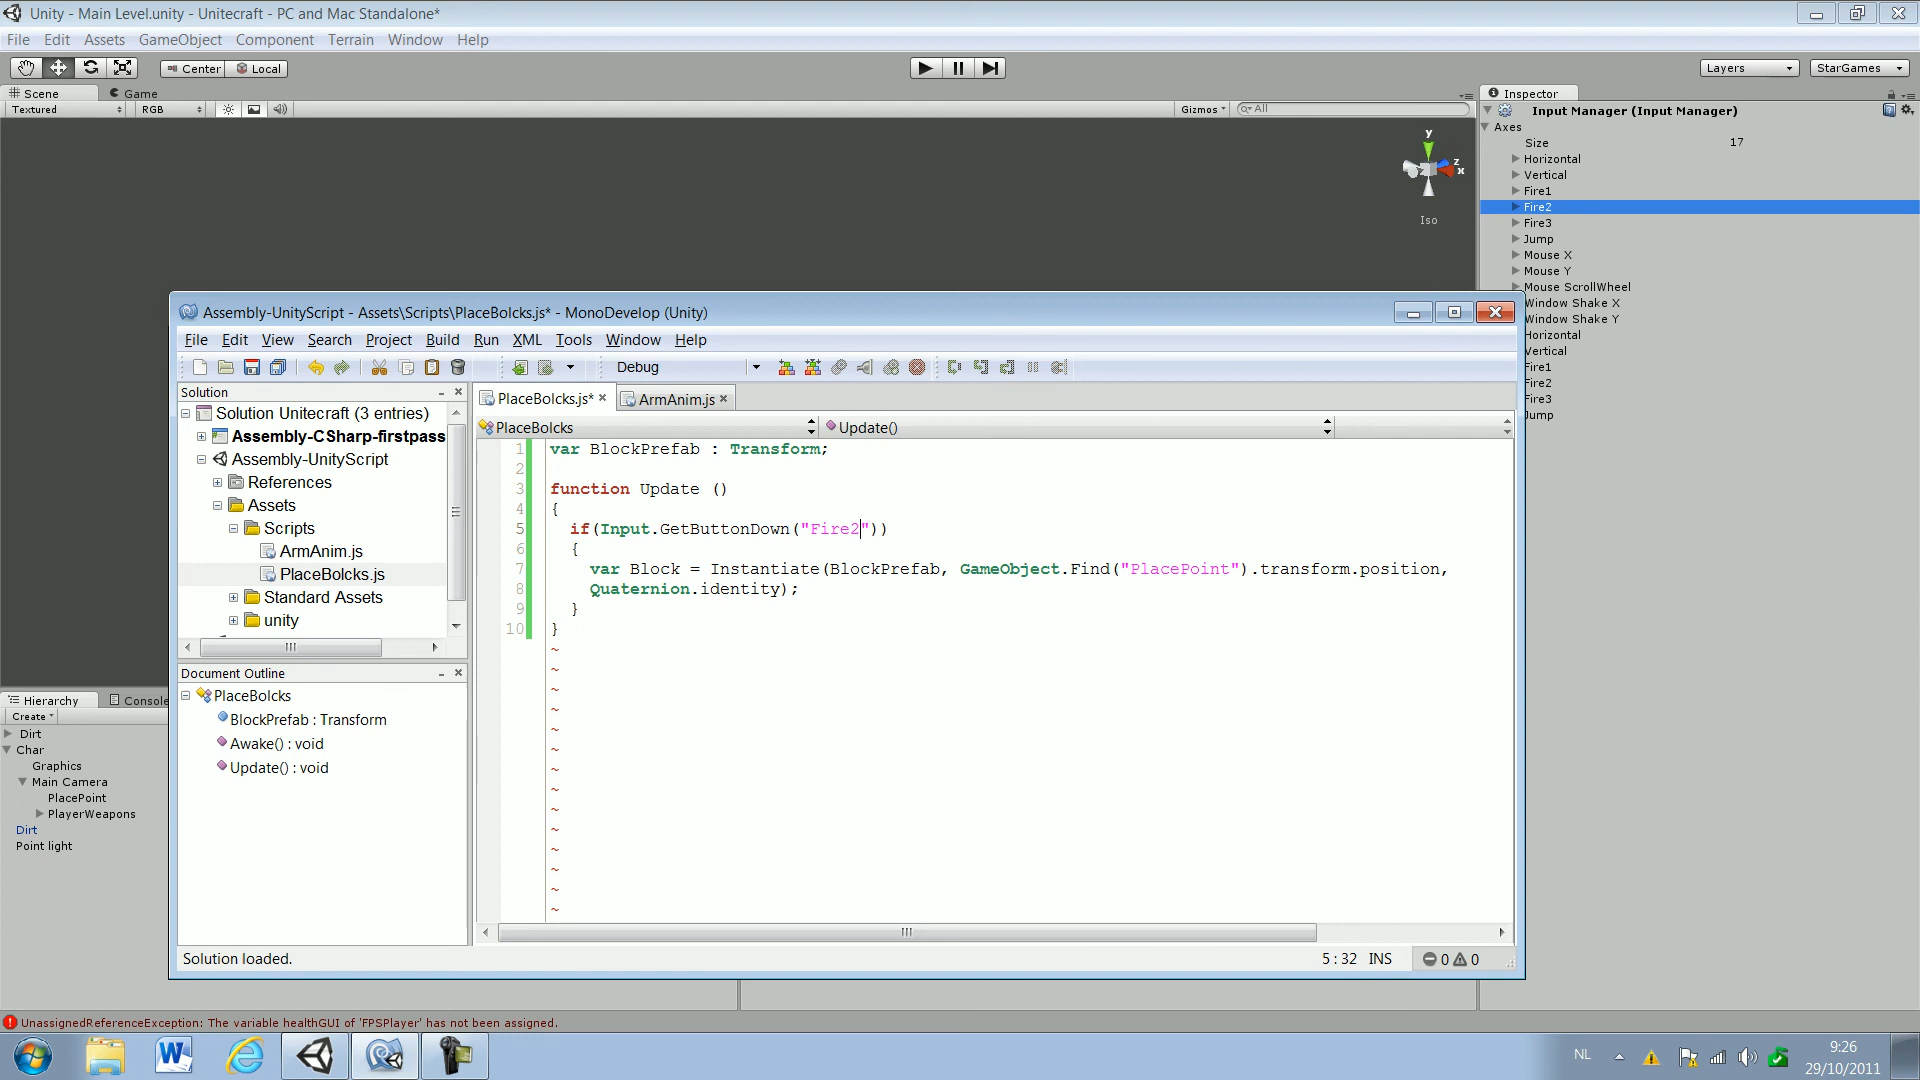 Unity - Main Level.unity - Unitecraft - PC and Mac Standalone*
File Edit Assets GameObject Component Terrain Window Help
Center Local
Layers StarGames
Scene Game
Textured RGB Gizmos All
y
z
x
Iso
Inspector
Input Manager (Input Manager)
Axes
Size 17
Horizontal
Vertical
Fire1
Fire2
Fire3
Jump
Mouse X
Mouse Y
Mouse ScrollWheel
Window Shake X
Window Shake Y
Horizontal
Vertical
Fire1
Fire2
Fire3
Jump
Assembly-UnityScript - Assets\Scripts\PlaceBolcks.js* - MonoDevelop (Unity)
File Edit View Search Project Build Run XML Tools Window Help
Debug
Solution
Solution Unitecraft (3 entries)
Assembly-CSharp-firstpass
Assembly-UnityScript
References
Assets
Scripts
ArmAnim.js
PlaceBolcks.js
Standard Assets
unity
Document Outline
PlaceBolcks
BlockPrefab : Transform
Awake() : void
Update() : void
PlaceBolcks.js* ArmAnim.js
PlaceBolcks Update()
1 var BlockPrefab : Transform;
2
3 function Update ()
4 {
5 if(Input.GetButtonDown("Fire2"))
6 {
7 var Block = Instantiate(BlockPrefab, GameObject.Find("PlacePoint").transform.position,
8 Quaternion.identity);
9 }
10 }
~
~
~
~
~
~
~
~
~
~
~
~
~
~
Solution loaded.
5 : 32 INS 0 0
Hierarchy Console
Create
Dirt
Char
Graphics
Main Camera
PlacePoint
PlayerWeapons
Dirt
Point light
UnassignedReferenceException: The variable healthGUI of 'FPSPlayer' has not been assigned.
NL
9:26
29/10/2011